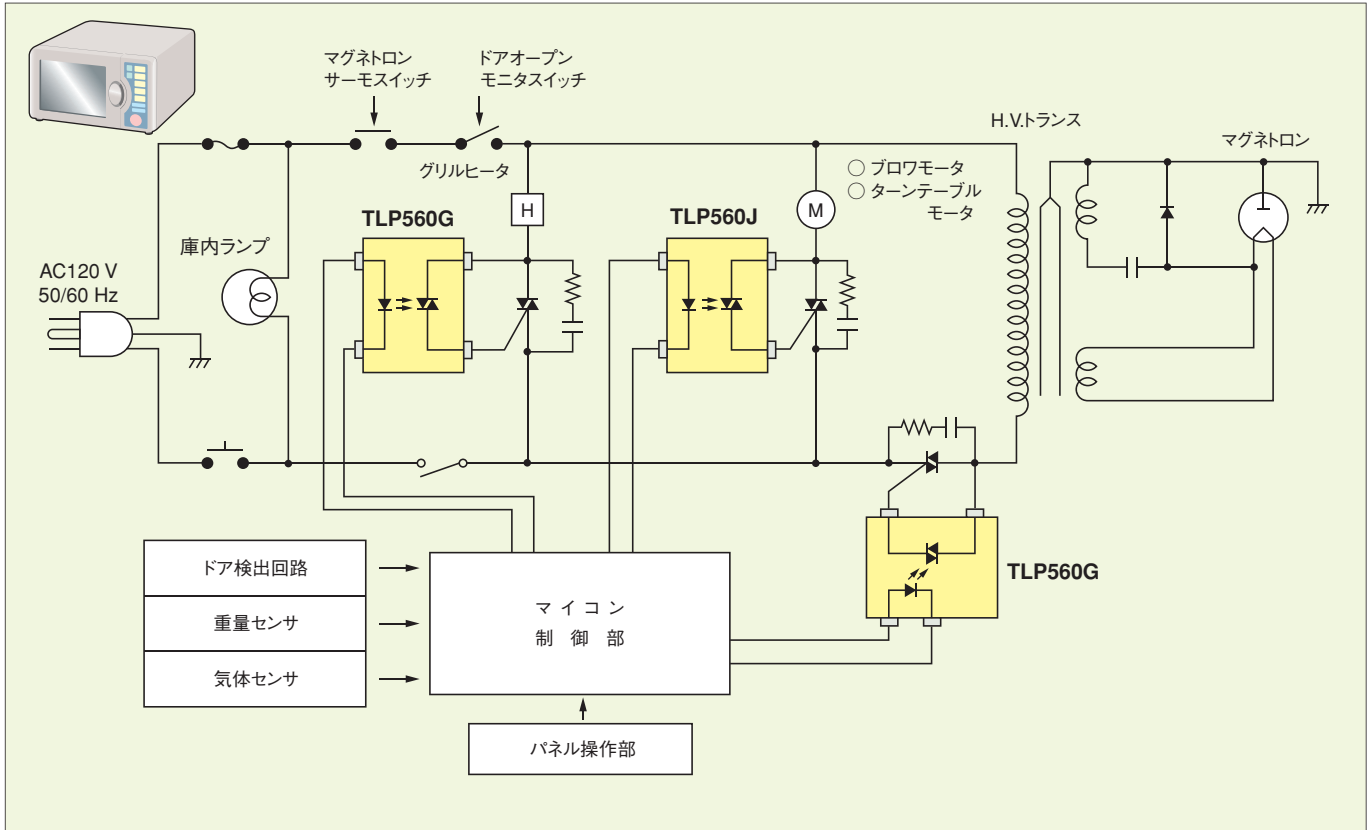 マグネトロン
サーモスイッチ
ドアオープン
モニタスイッチ
H.V.トランス
マグネトロン
グリルヒータ
○ ブロワモータ
○ ターンテーブル
モータ
H
M
TLP560G
TLP560J
庫内ランプ
AC120 V
50/60 Hz
TLP560G
ドア検出回路
重量センサ
気体センサ
マイコン
制御部
パネル操作部